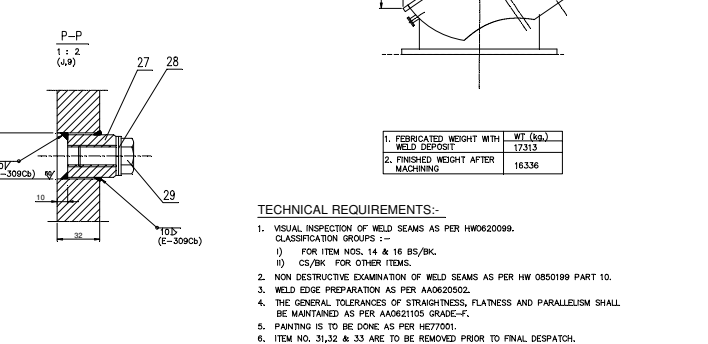 P-P
1 : 2
(J,9)
27 28
29
10
32
10
(E-309Cb)
-309Cb)
1. FEBRICATED WEIGHT WITH WELD DEPOSIT
WT (kg.)
17313
2. FINISHED WEIGHT AFTER MACHINING
16336
TECHNICAL REQUIREMENTS:-
1. VISUAL INSPECTION OF WELD SEAMS AS PER HW0620099.
CLASSIFICATION GROUPS :-
I) FOR ITEM NOS. 14 & 16 BS/BK.
II) CS/BK FOR OTHER ITEMS.
2. NON DESTRUCTIVE EXAMINATION OF WELD SEAMS AS PER HW 0850199 PART 10.
3. WELD EDGE PREPARATION AS PER AA0620502.
4. THE GENERAL TOLERANCES OF STRAIGHTNESS, FLATNESS AND PARALLELISM SHALL
BE MAINTAINED AS PER AA0621105 GRADE-F.
5. PAINTING IS TO BE DONE AS PER HE77001.
6. ITEM NO. 31,32 & 33 ARE TO BE REMOVED PRIOR TO FINAL DESPATCH.